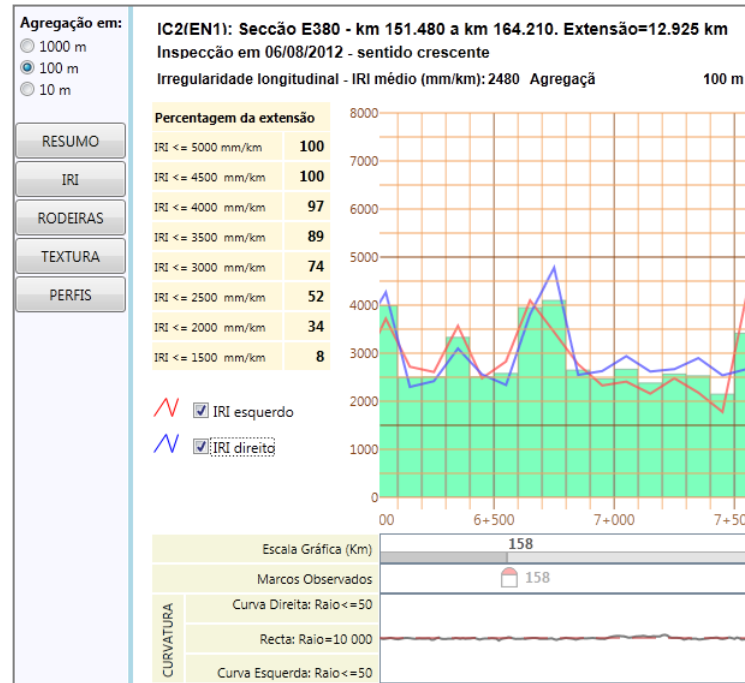 Agregação em:
1000 m
100 m
10 m
RESUMO
IRI
RODEIRAS
TEXTURA
PERFIS
IC2(EN1): Seccão E380 - km 151.480 a km 164.210. Extensão=12.925 km
Inspecção em 06/08/2012 - sentido crescente
Irregularidade longitudinal - IRI médio (mm/km): 2480 Agregaçã 100 m
Percentagem da extensão
IRI <= 5000 mm/km 100
IRI <= 4500 mm/km 100
IRI <= 4000 mm/km 97
IRI <= 3500 mm/km 89
IRI <= 3000 mm/km 74
IRI <= 2500 mm/km 52
IRI <= 2000 mm/km 34
IRI <= 1500 mm/km 8
IRI esquerdo
IRI direito
8000
7000
6000
5000
4000
3000
2000
1000
0
00 6+500 7+000 7+50
Escala Gráfica (Km) 158
Marcos Observados 158
CURVATURA
Curva Direita: Raio<=50
Recta: Raio=10 000
Curva Esquerda: Raio<=50